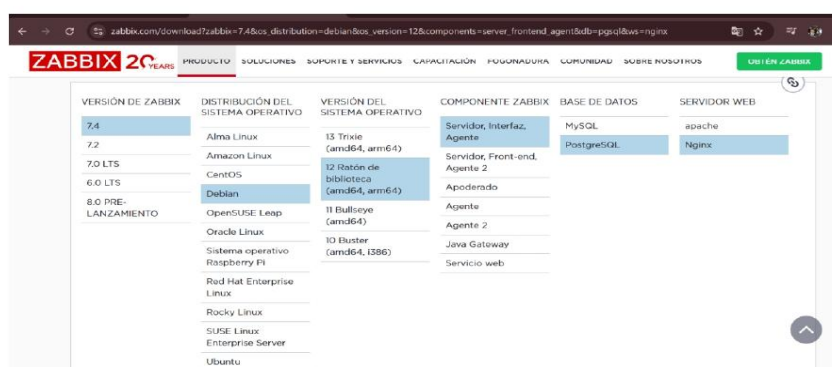 zabbix.com/download?zabbix=7.4&os_distribution=debian&os_version=12&components=server_frontend_agent&db=pgsql&ws=nginx
ZABBIX 20 YEARS
PRODUCTO SOLUCIONES SOPORTE Y SERVICIOS CAPACITACIÓN FOGONADURA COMUNIDAD SOBRE NOSOTROS OBTÉN ZABBIX
VERSIÓN DE ZABBIX
7.4
7.2
7.0 LTS
6.0 LTS
8.0 PRE-
LANZAMIENTO
DISTRIBUCIÓN DEL
SISTEMA OPERATIVO
Alma Linux
Amazon Linux
CentOS
Debian
OpenSUSE Leap
Oracle Linux
Sistema operativo
Raspberry Pi
Red Hat Enterprise
Linux
Rocky Linux
SUSE Linux
Enterprise Server
Ubuntu
VERSIÓN DEL
SISTEMA OPERATIVO
13 Trixie
(amd64, arm64)
12 Ratón de
biblioteca
(amd64, arm64)
11 Bullseye
(amd64)
10 Buster
(amd64, i386)
COMPONENTE ZABBIX
Servidor, Interfaz,
Agente
Servidor, Front-end,
Agente 2
Apoderado
Agente
Agente 2
Java Gateway
Servicio web
BASE DE DATOS
MySQL
PostgreSQL
SERVIDOR WEB
apache
Nginx